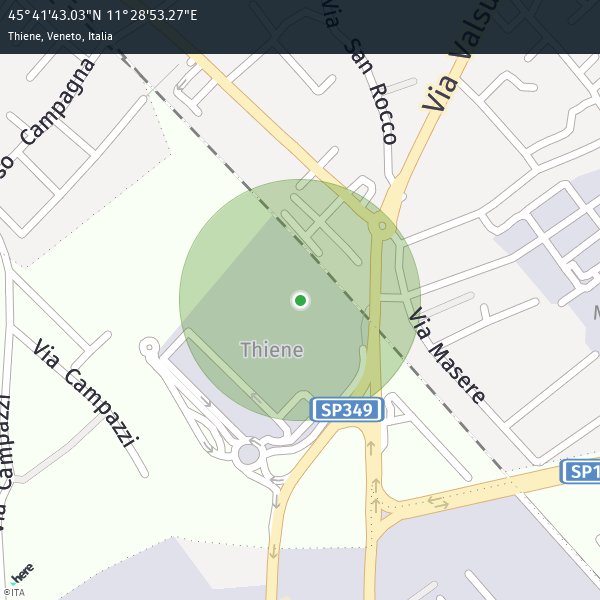 45°41'43.03"N 11°28'53.27"E
Thiene, Veneto, Italia
Via San Rocco
Via Valsu
so Campagna
Via Masere
Thiene
Via Campazzi
SP349
Via Campazzi
SP1
M
here
©ITA